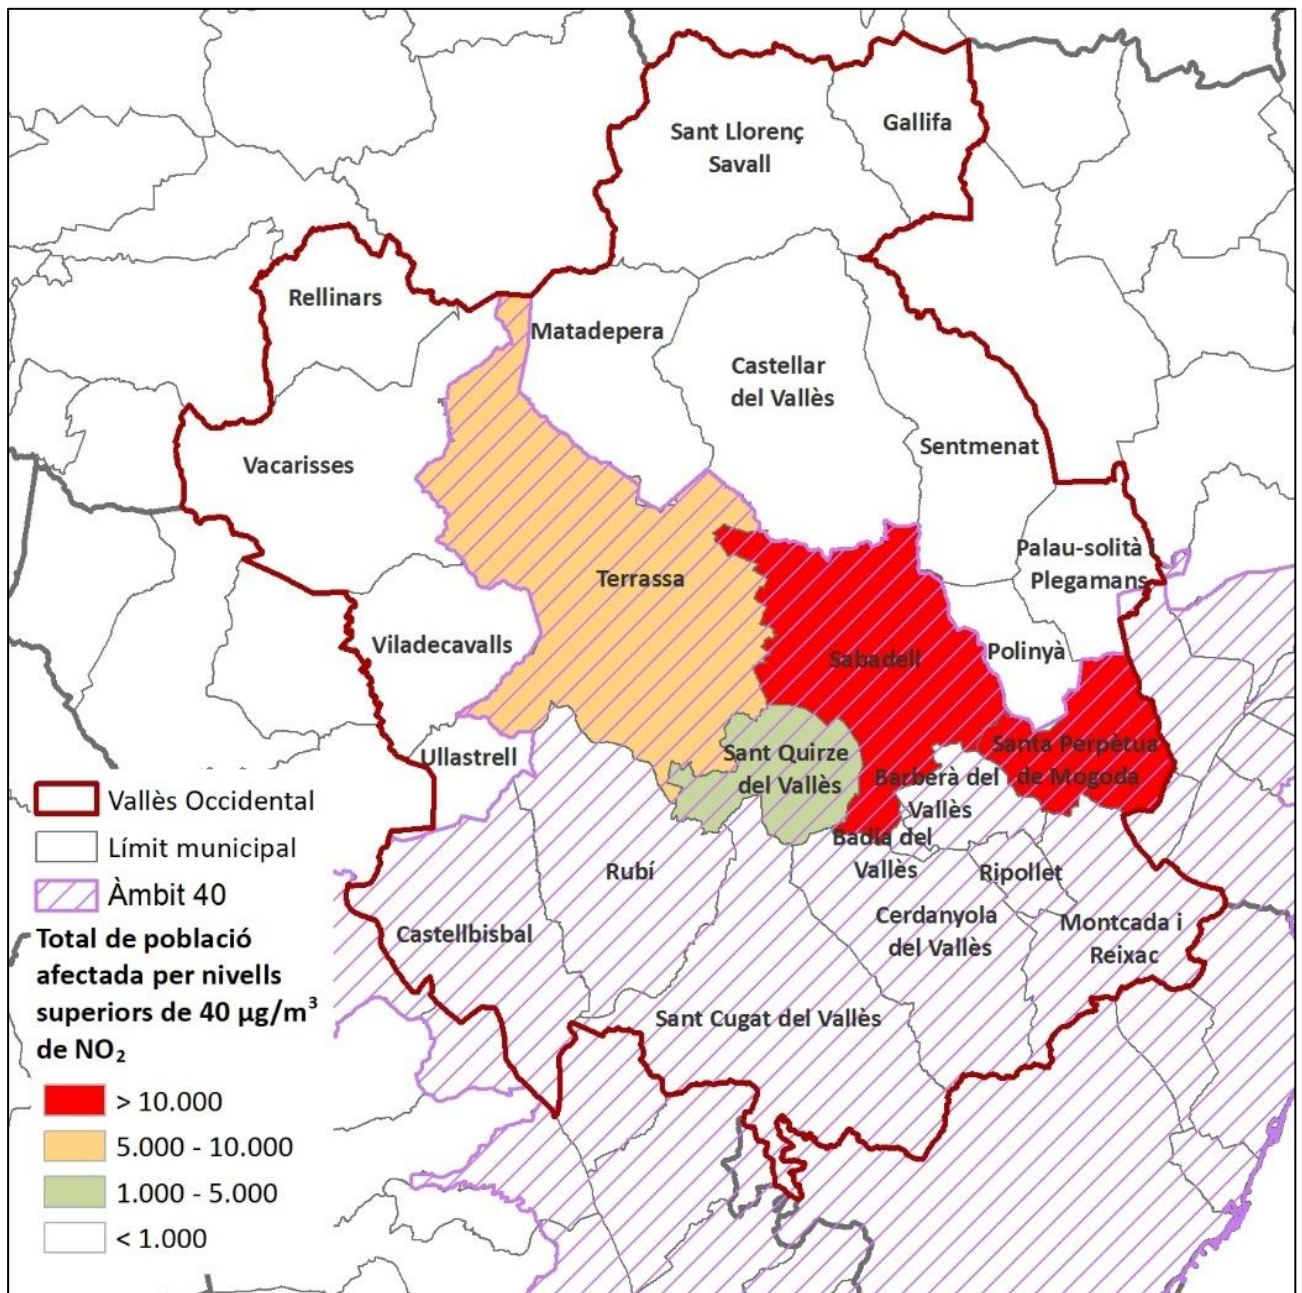 Sant Llorenç
Savall
Gallifa
Rellinars
Matadepera
Castellar
del Vallès
Sentmenat
Vacarisses
Palau-solità i
Plegamans
Terrassa
Viladecavalls
Sabadell
Polinyà
Ullastrell
Sant Quirze
del Vallès
Santa Perpètua
de Mogoda
Barberà del
Vallès
Badia del
Vallès
Rubí
Ripollet
Castellbisbal
Cerdanyola
del Vallès
Montcada i
Reixac
Sant Cugat del Vallès
Vallès Occidental
Límit municipal
Àmbit 40
Total de població
afectada per nivells
superiors de 40 µg/m³
de NO₂
> 10.000
5.000 - 10.000
1.000 - 5.000
< 1.000